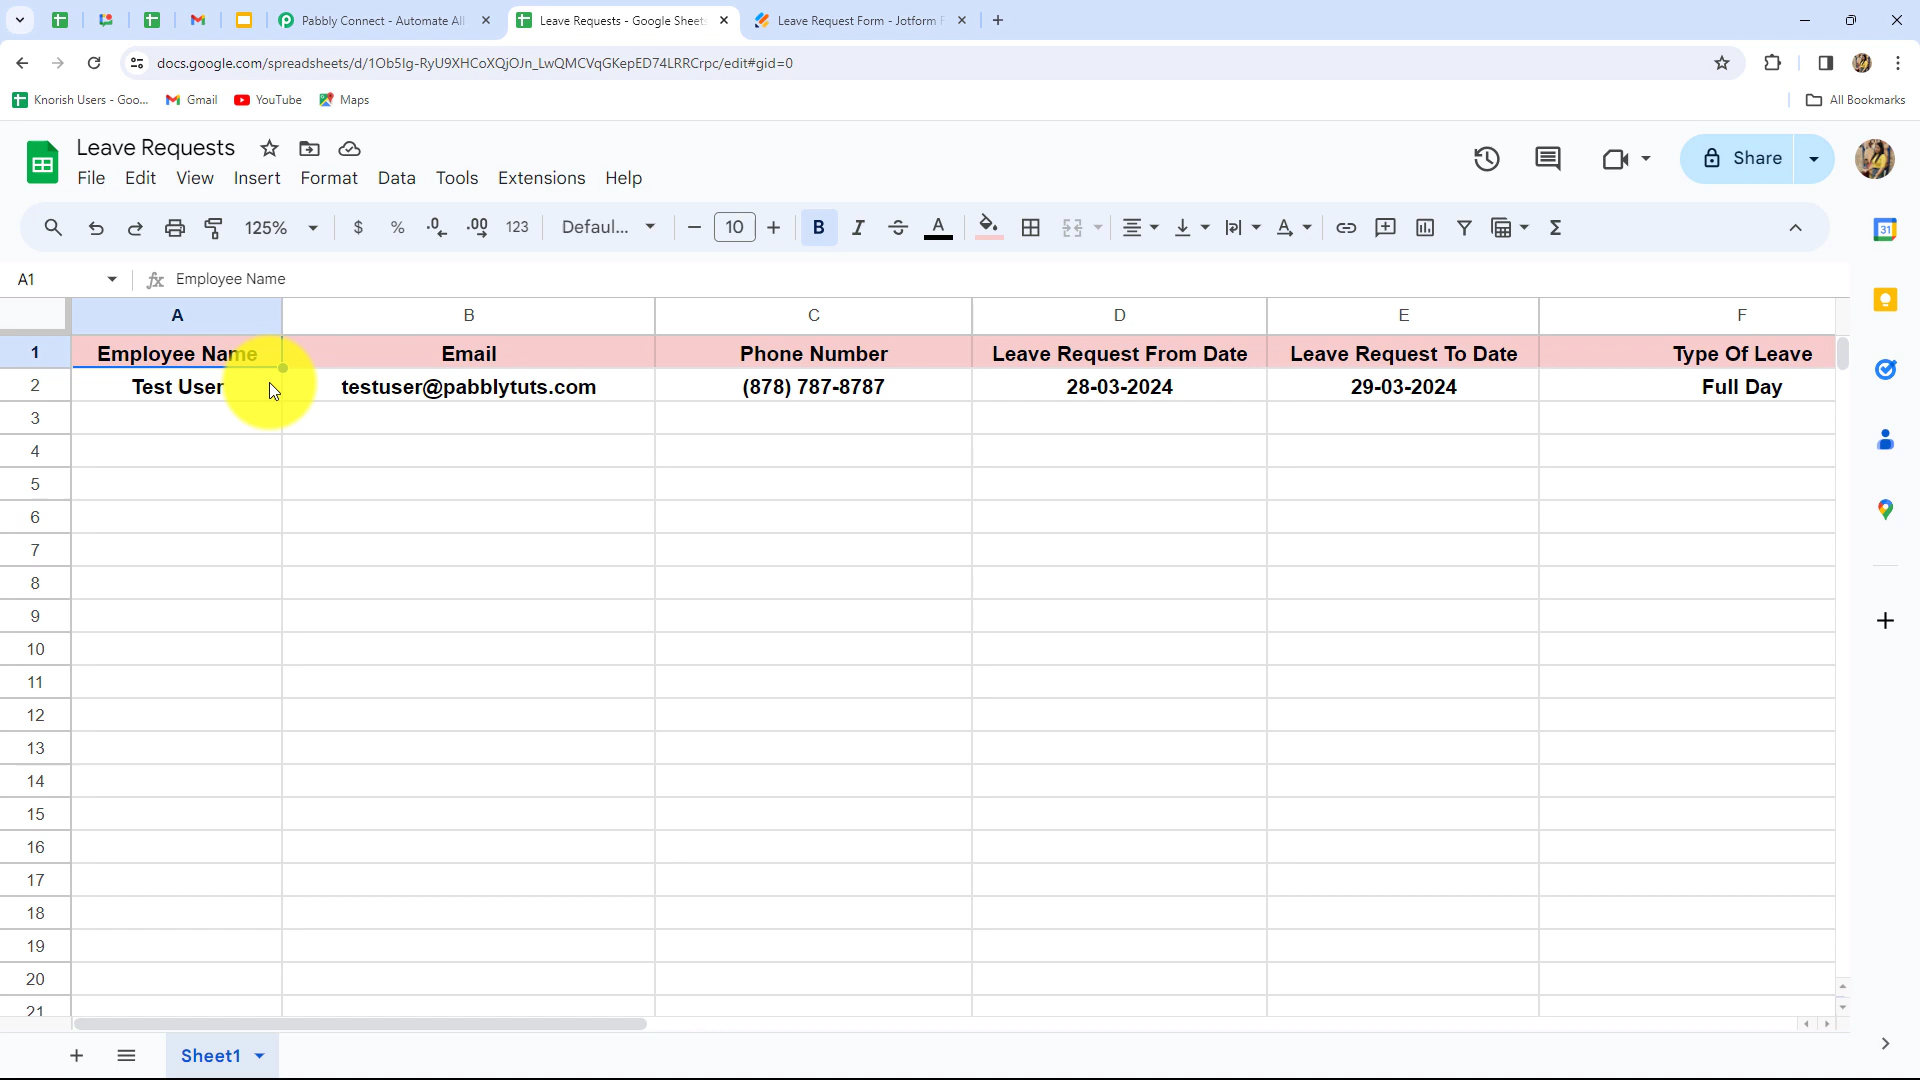 Pabbly Connect - Automate All
Leave Requests - Google Sheets
Leave Request Form - Jotform F
docs.google.com/spreadsheets/d/1Ob5Ig-RyU9XHCoXQjOJn_LwQMCVqGKepED74LRRCrpc/edit#gid=0
Knorish Users - Goo...
Gmail
YouTube
Maps
All Bookmarks
Leave Requests
File
Edit
View
Insert
Format
Data
Tools
Extensions
Help
Share
125%
$
%
.0
.00
123
Defaul...
10
B
I
A
31
A1
fx
Employee Name
A B C D E F
1 Employee Name Email Phone Number Leave Request From Date Leave Request To Date Type Of Leave
2 Test User testuser@pabblytuts.com (878) 787-8787 28-03-2024 29-03-2024 Full Day
3
4
5
6
7
8
9
10
11
12
13
14
15
16
17
18
19
20
21
Sheet1